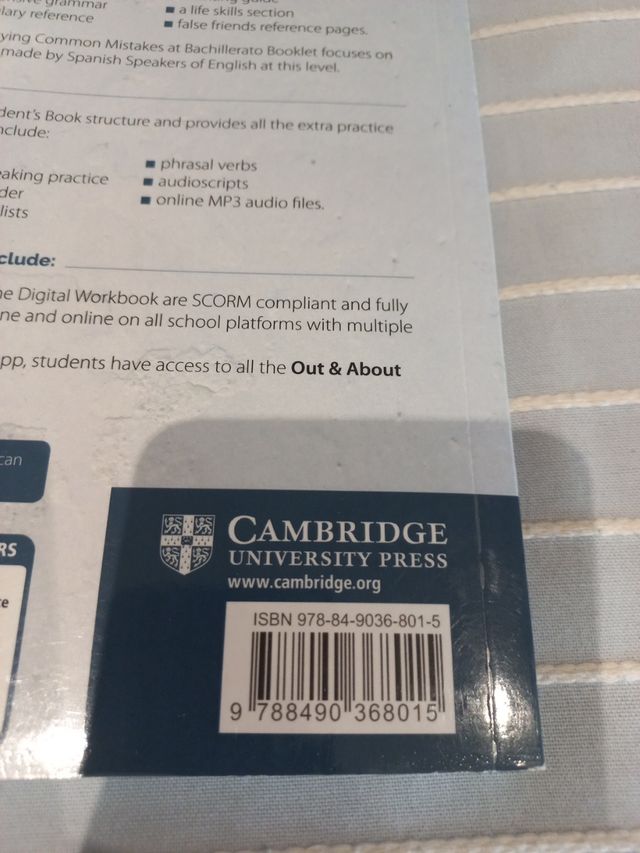 grammar
■ a life skills section
lary reference
■ false friends reference pages.
ying Common Mistakes at Bachillerato Booklet focuses on
made by Spanish Speakers of English at this level.
dent's Book structure and provides all the extra practice
nclude:
■ phrasal verbs
eaking practice
■ audioscripts
der
■ online MP3 audio files.
lists
clude:
he Digital Workbook are SCORM compliant and fully
ne and online on all school platforms with multiple
pp, students have access to all the Out & About
can
RS
e
CAMBRIDGE
UNIVERSITY PRESS
www.cambridge.org
ISBN 978-84-9036-801-5
9 788490 368015